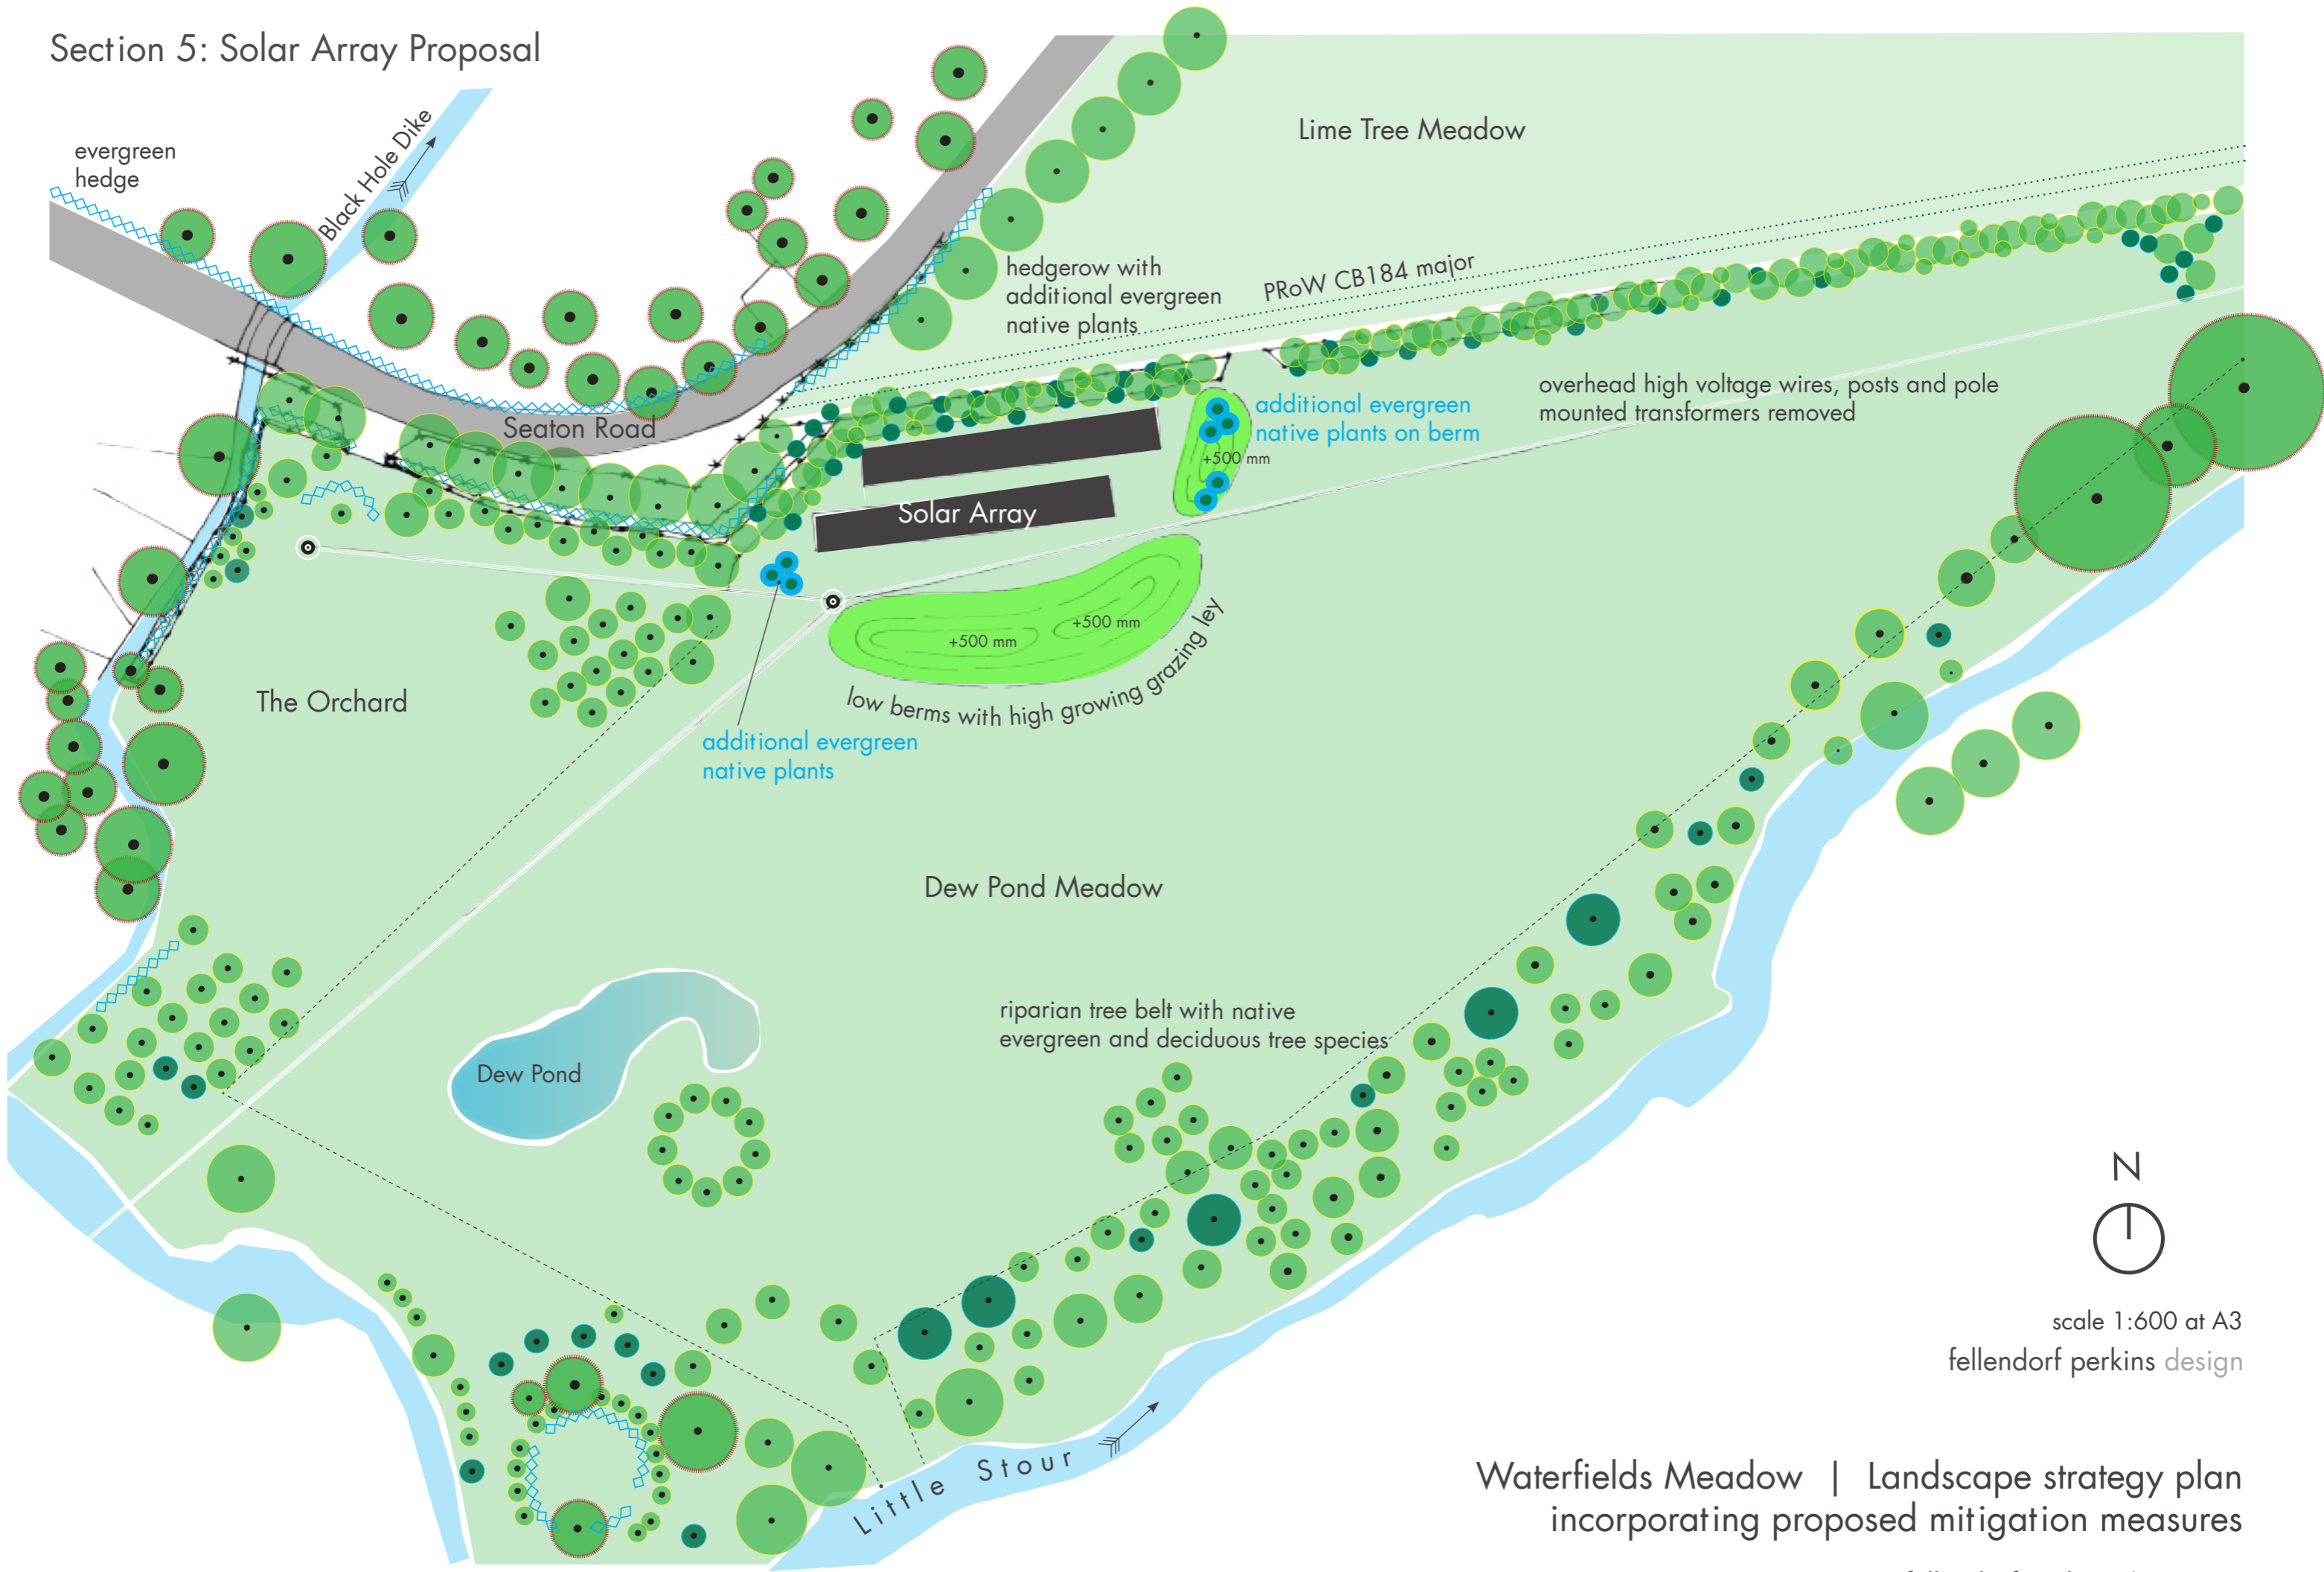 Section 5: Solar Array Proposal
evergreen
hedge
Black Hole Dike
Lime Tree Meadow
hedgerow with
additional evergreen
native plants
PRoW CB184 major
Seaton Road
additional evergreen
native plants on berm
+500 mm
overhead high voltage wires, posts and pole
mounted transformers removed
Solar Array
+500 mm
+500 mm
low berms with high growing grazing ley
The Orchard
additional evergreen
native plants
Dew Pond Meadow
riparian tree belt with native
evergreen and deciduous tree species
Dew Pond
N
scale 1:600 at A3
fellendorf perkins design
Little Stour
Waterfields Meadow | Landscape strategy plan
incorporating proposed mitigation measures